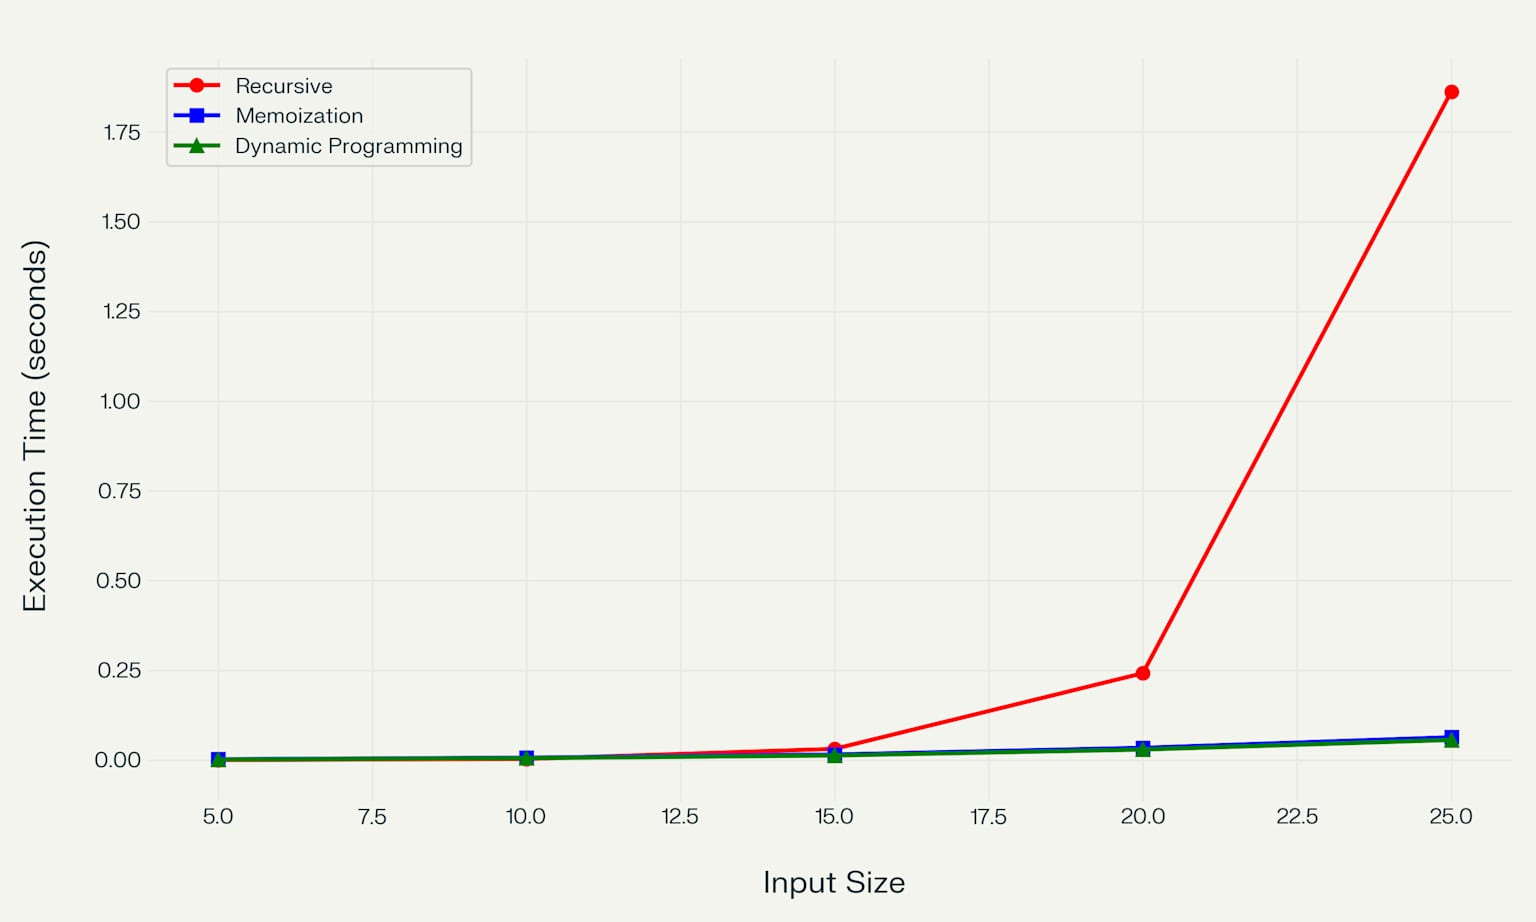 Recursive
Memoization
Dynamic Programming
1.75
1.50
1.25
1.00
0.75
0.50
0.25
0.00
Execution Time (seconds)
5.0 7.5 10.0 12.5 15.0 17.5 20.0 22.5 25.0
Input Size